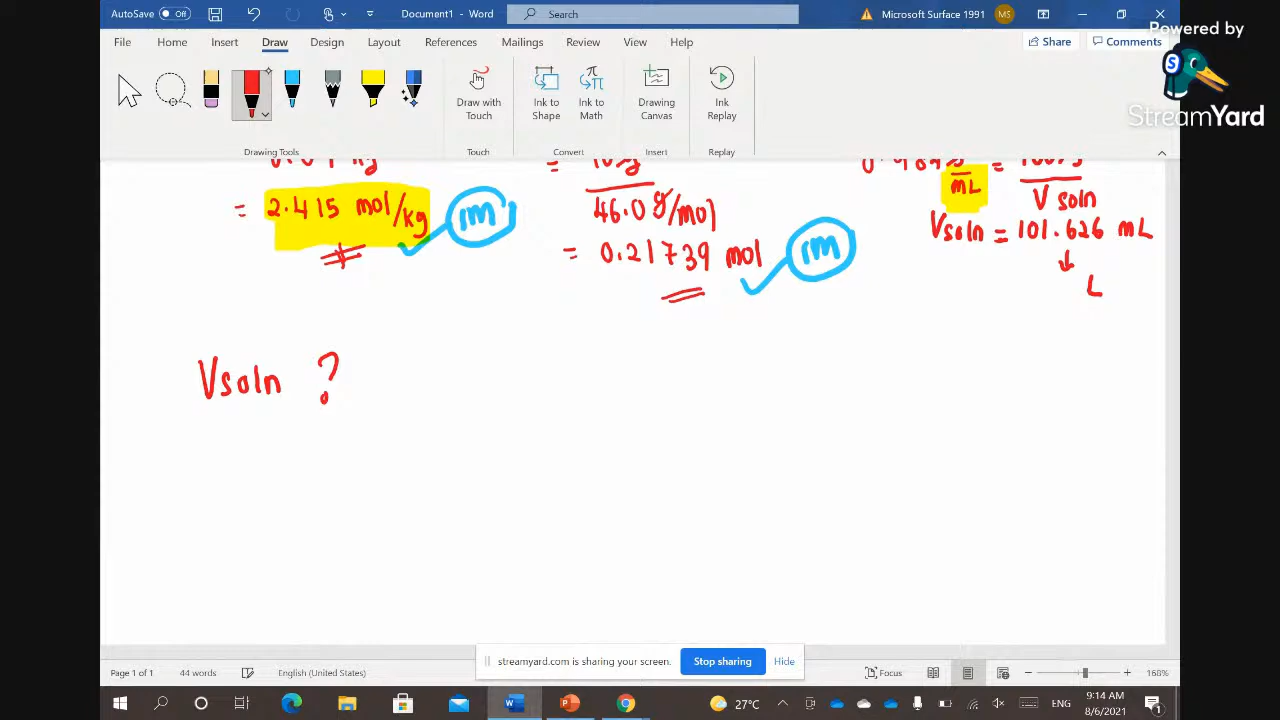 AutoSave Off
Document1 - Word
Search
Microsoft Surface 1991
MS
Powered by
StreamYard
File Home Insert Draw Design Layout References Mailings Review View Help
Share
Comments
Draw with Touch
Ink to Shape
Ink to Math
Drawing Canvas
Ink Replay
Drawing Tools
Touch
Convert
Insert
Replay
= 2.415 mol/kg
1m
46.0g/mol
= 0.21739 mol
1m
mL
V soln
Vsoln = 101.626 mL
↓
L
Vsoln ?
streamyard.com is sharing your screen.
Stop sharing
Hide
Page 1 of 1
44 words
English (United States)
Focus
168%
27°C
ENG
9:14 AM
8/6/2021